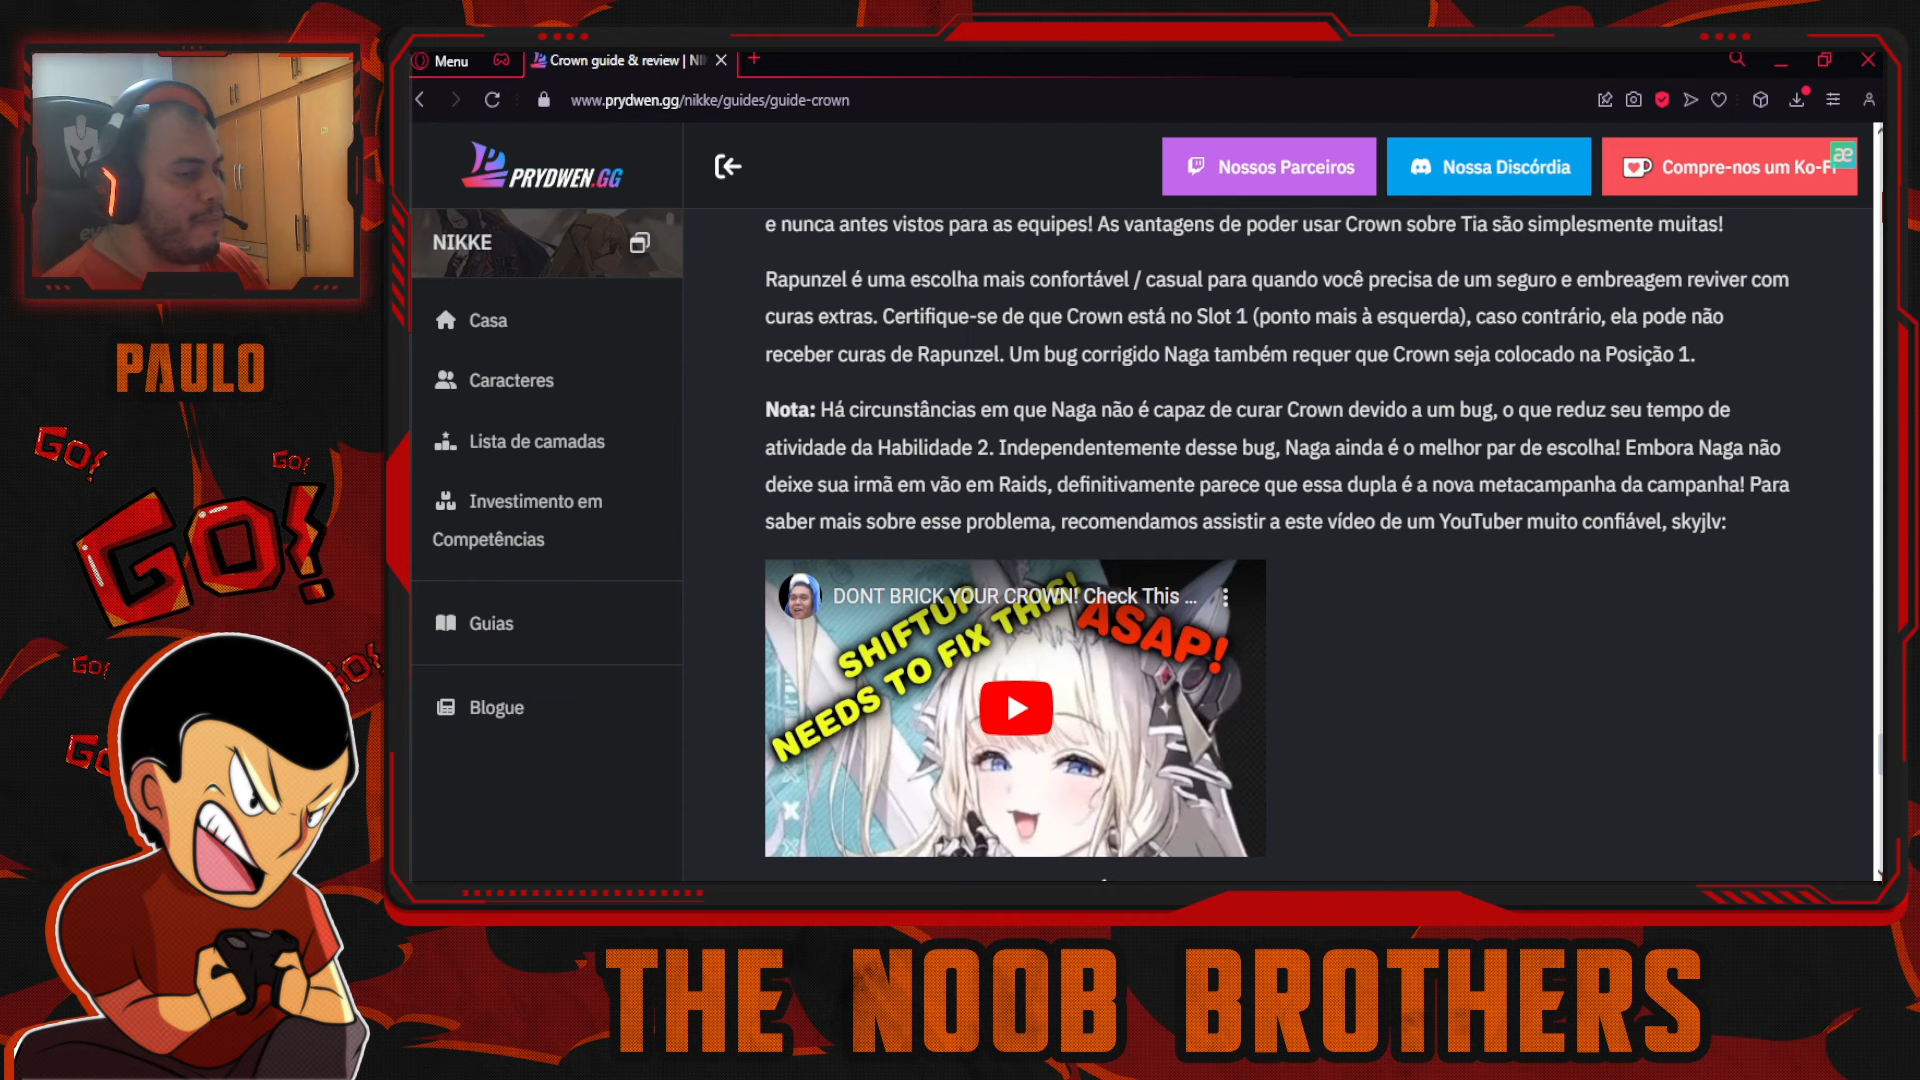 PAULO
GO!
GO!
GO!
GO!
GO!
THE NOOB BROTHERS
Menu
Crown guide & review | NI
www.prydwen.gg/nikke/guides/guide-crown
PRYDWEN.GG
Nossos Parceiros
Nossa Discórdia
Compre-nos um Ko-Fi
æ
NIKKE
Casa
Caracteres
Lista de camadas
Investimento em
Competências
Guias
Blogue
e nunca antes vistos para as equipes! As vantagens de poder usar Crown sobre Tia são simplesmente muitas!
Rapunzel é uma escolha mais confortável / casual para quando você precisa de um seguro e embreagem reviver com
curas extras. Certifique-se de que Crown está no Slot 1 (ponto mais à esquerda), caso contrário, ela pode não
receber curas de Rapunzel. Um bug corrigido Naga também requer que Crown seja colocado na Posição 1.
Nota: Há circunstâncias em que Naga não é capaz de curar Crown devido a um bug, o que reduz seu tempo de
atividade da Habilidade 2. Independentemente desse bug, Naga ainda é o melhor par de escolha! Embora Naga não
deixe sua irmã em vão em Raids, definitivamente parece que essa dupla é a nova metacampanha da campanha! Para
saber mais sobre esse problema, recomendamos assistir a este vídeo de um YouTuber muito confiável, skyjlv:
DONT BRICK YOUR CROWN! Check This ...
SHIFTUP
NEEDS TO FIX THIS!
ASAP!